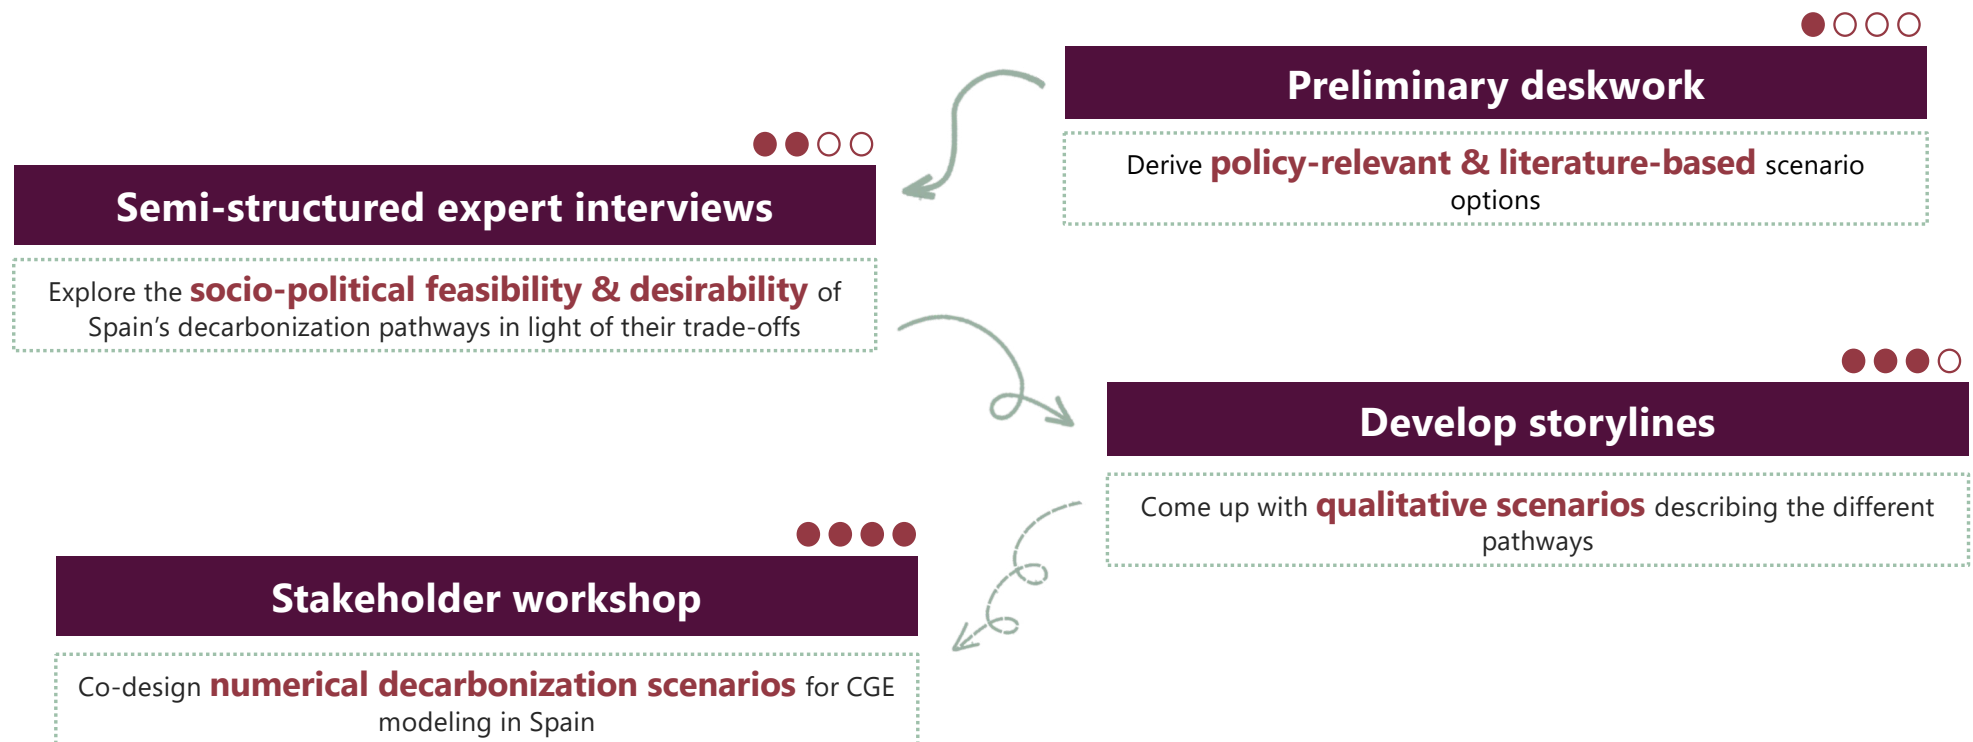 Preliminary deskwork
Derive policy-relevant & literature-based scenario
options
Semi-structured expert interviews
Explore the socio-political feasibility & desirability of
Spain’s decarbonization pathways in light of their trade-offs
Develop storylines
Come up with qualitative scenarios describing the different
pathways
Stakeholder workshop
Co-design numerical decarbonization scenarios for CGE
modeling in Spain